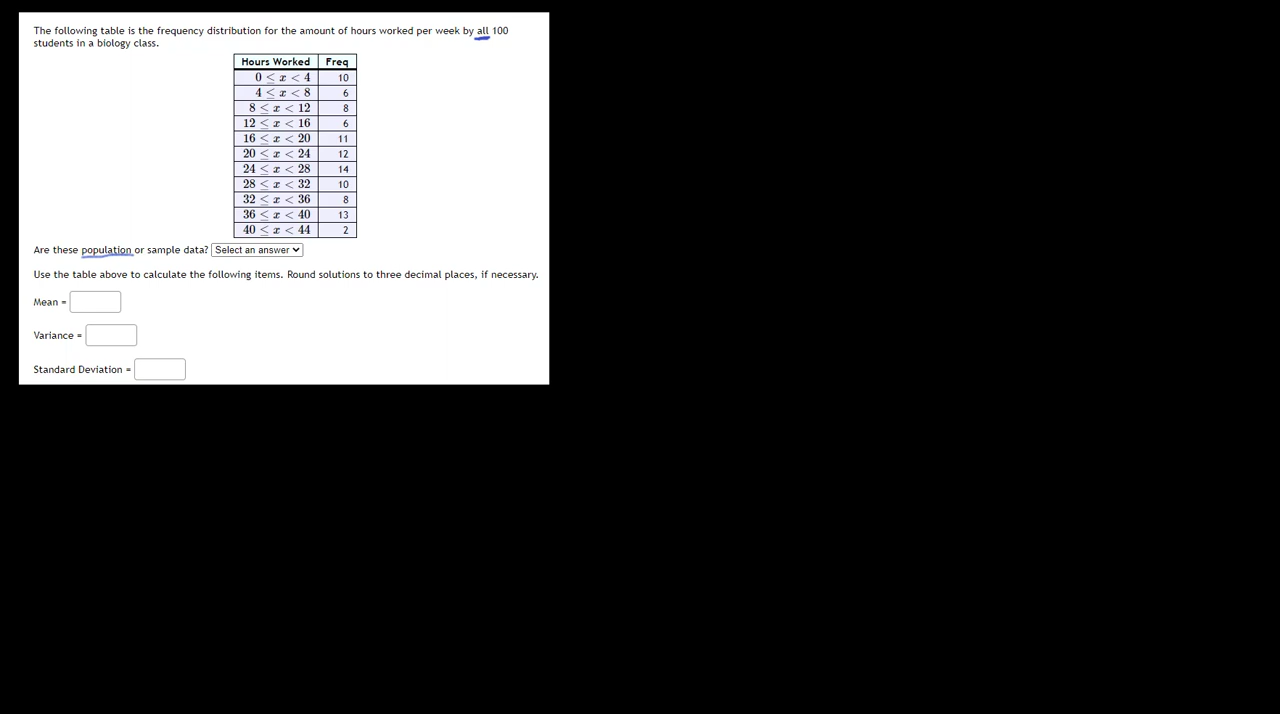 The following table is the frequency distribution for the amount of hours worked per week by all 100
students in a biology class.
Hours Worked Freq
0 ≤ x < 4 10
4 ≤ x < 8 6
8 ≤ x < 12 8
12 ≤ x < 16 6
16 ≤ x < 20 11
20 ≤ x < 24 12
24 ≤ x < 28 14
28 ≤ x < 32 10
32 ≤ x < 36 8
36 ≤ x < 40 13
40 ≤ x < 44 2
Are these population or sample data? Select an answer
Use the table above to calculate the following items. Round solutions to three decimal places, if necessary.
Mean =
Variance =
Standard Deviation =